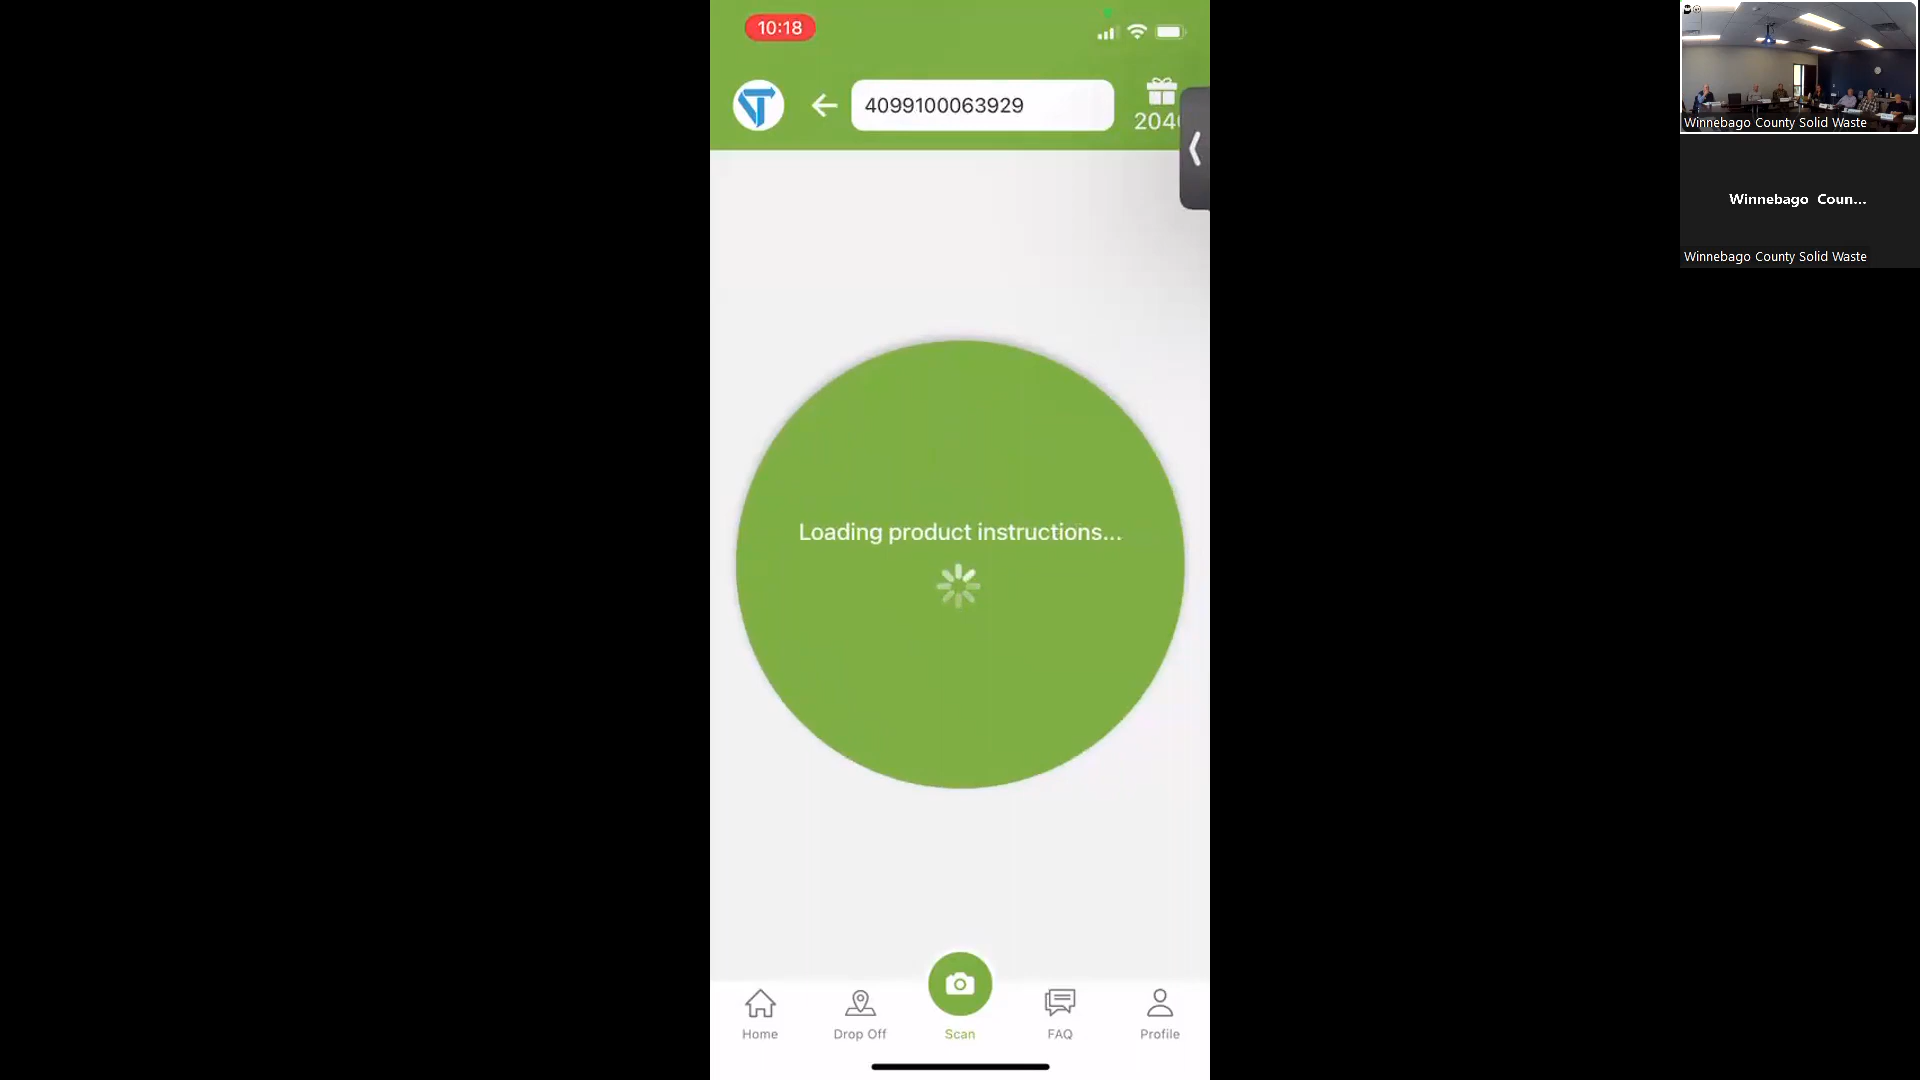 10:18
4099100063929
204
Loading product instructions...
Home
Drop Off
Scan
FAQ
Profile
Winnebago County Solid Waste
Winnebago Coun...
Winnebago County Solid Waste